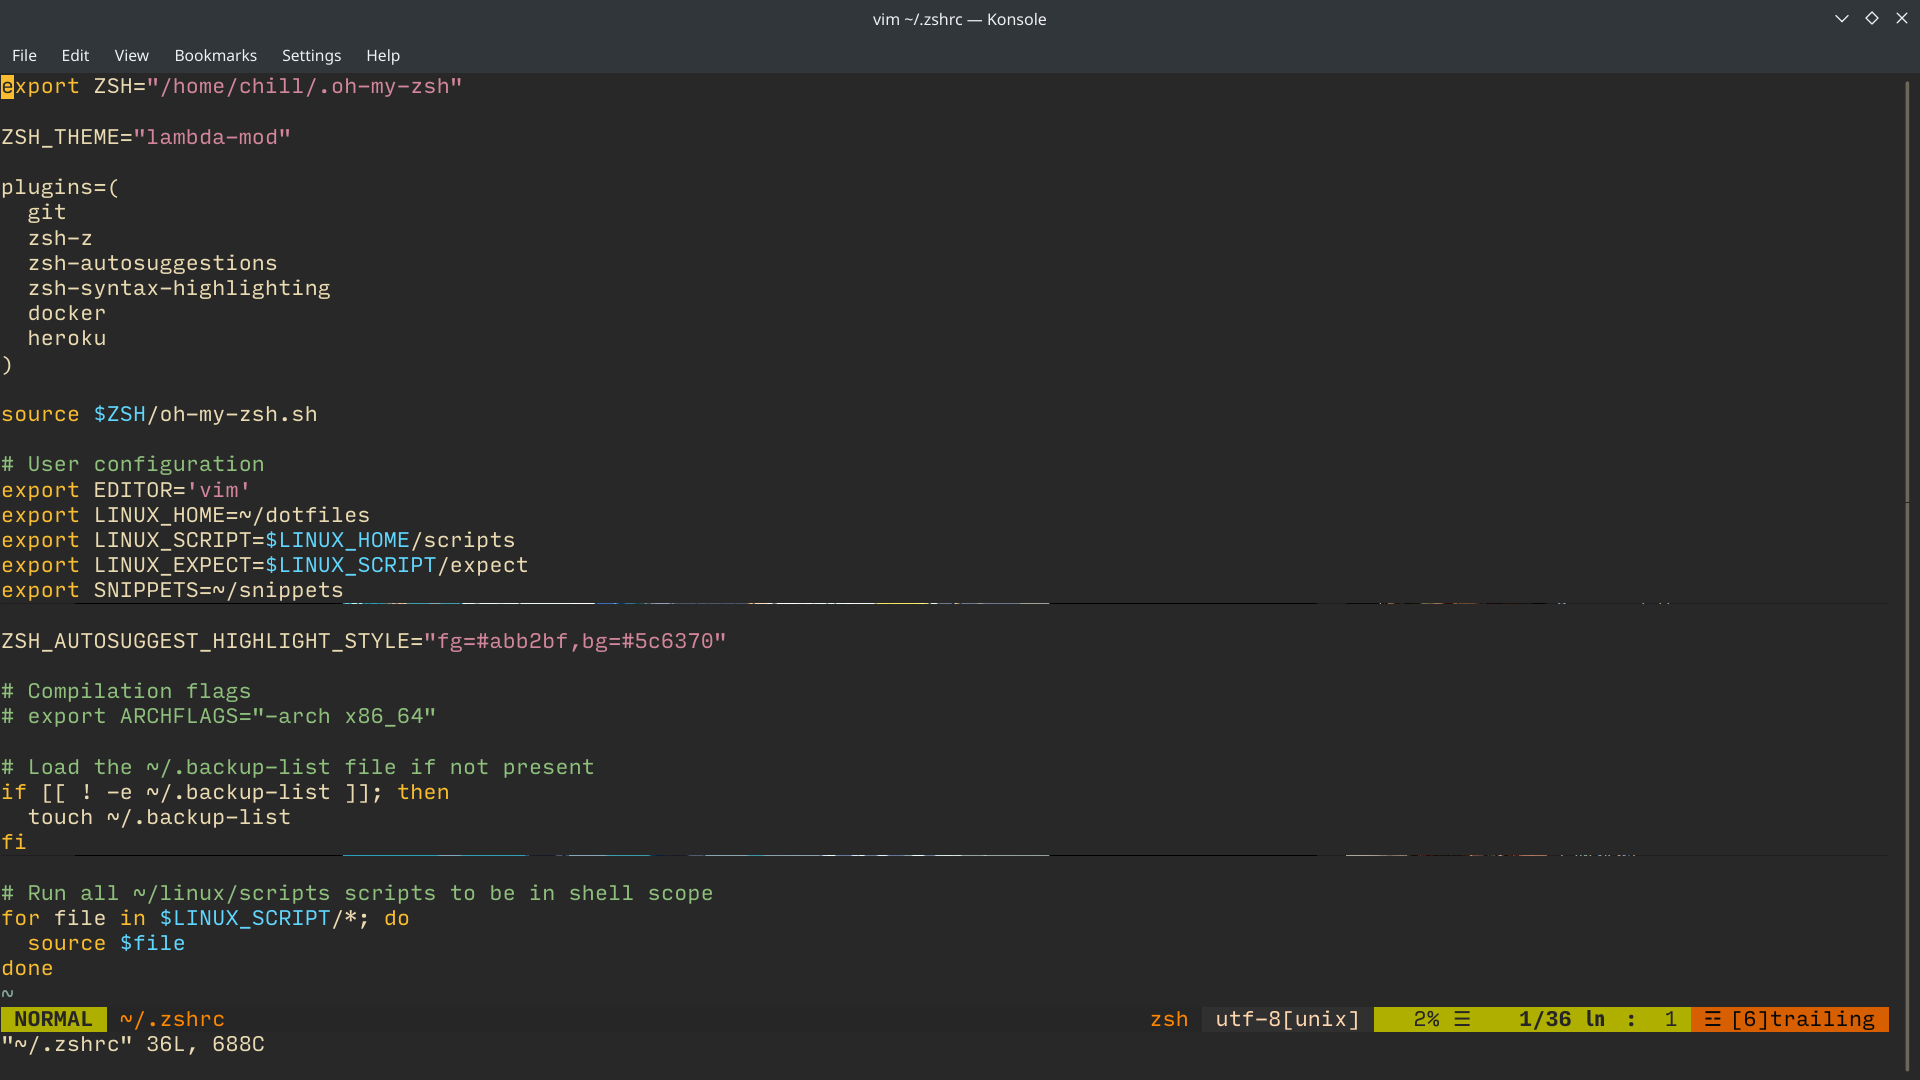 vim ~/.zshrc — Konsole
File Edit View Bookmarks Settings Help
export ZSH="/home/chill/.oh-my-zsh"
ZSH_THEME="lambda-mod"
plugins=(
  git
  zsh-z
  zsh-autosuggestions
  zsh-syntax-highlighting
  docker
  heroku
)
source $ZSH/oh-my-zsh.sh
# User configuration
export EDITOR='vim'
export LINUX_HOME=~/dotfiles
export LINUX_SCRIPT=$LINUX_HOME/scripts
export LINUX_EXPECT=$LINUX_SCRIPT/expect
export SNIPPETS=~/snippets
ZSH_AUTOSUGGEST_HIGHLIGHT_STYLE="fg=#abb2bf,bg=#5c6370"
# Compilation flags
# export ARCHFLAGS="-arch x86_64"
# Load the ~/.backup-list file if not present
if [[ ! -e ~/.backup-list ]]; then
  touch ~/.backup-list
fi
# Run all ~/linux/scripts scripts to be in shell scope
for file in $LINUX_SCRIPT/*; do
  source $file
done
~
NORMAL ~/.zshrc zsh utf-8[unix] 2% ☰ 1/36 ln : 1 ☲ [6]trailing
"~/.zshrc" 36L, 688C